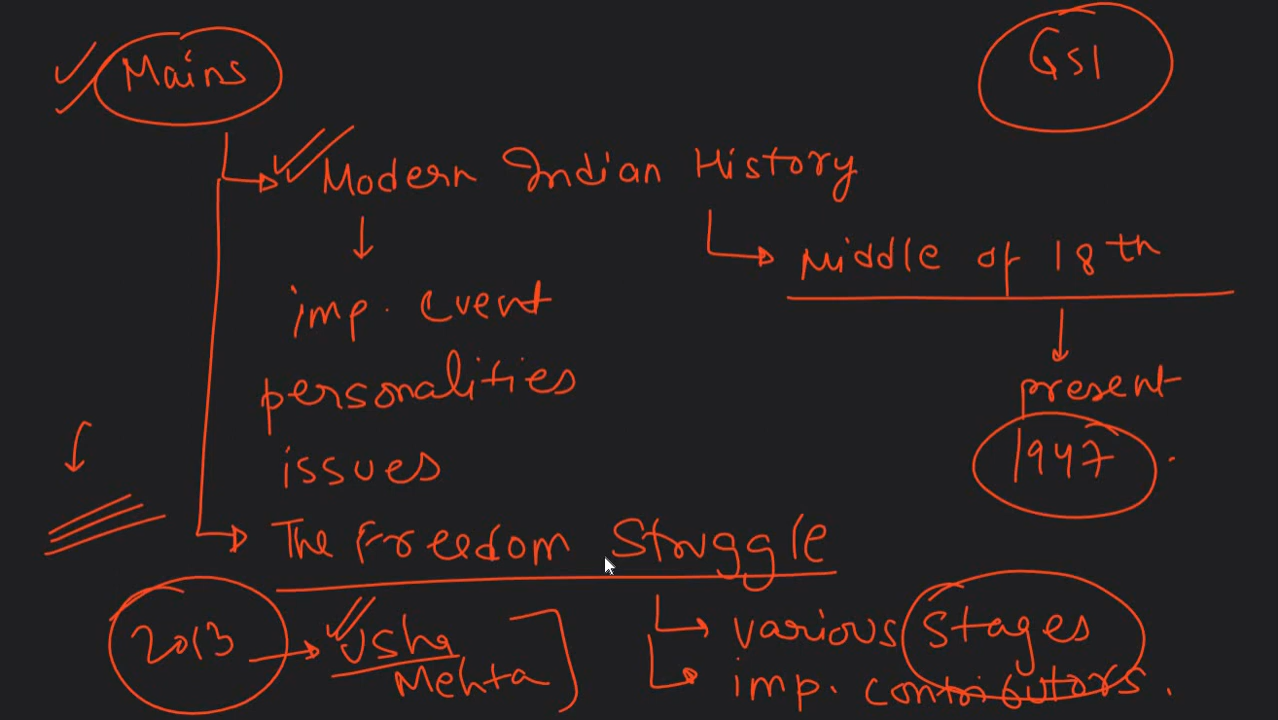 Mains
GS1
Modern Indian History
Middle of 18th
imp. event
present
personalities
1947
issues
The Freedom Struggle
2013
Usha
Mehta
various stages
imp. contributors.